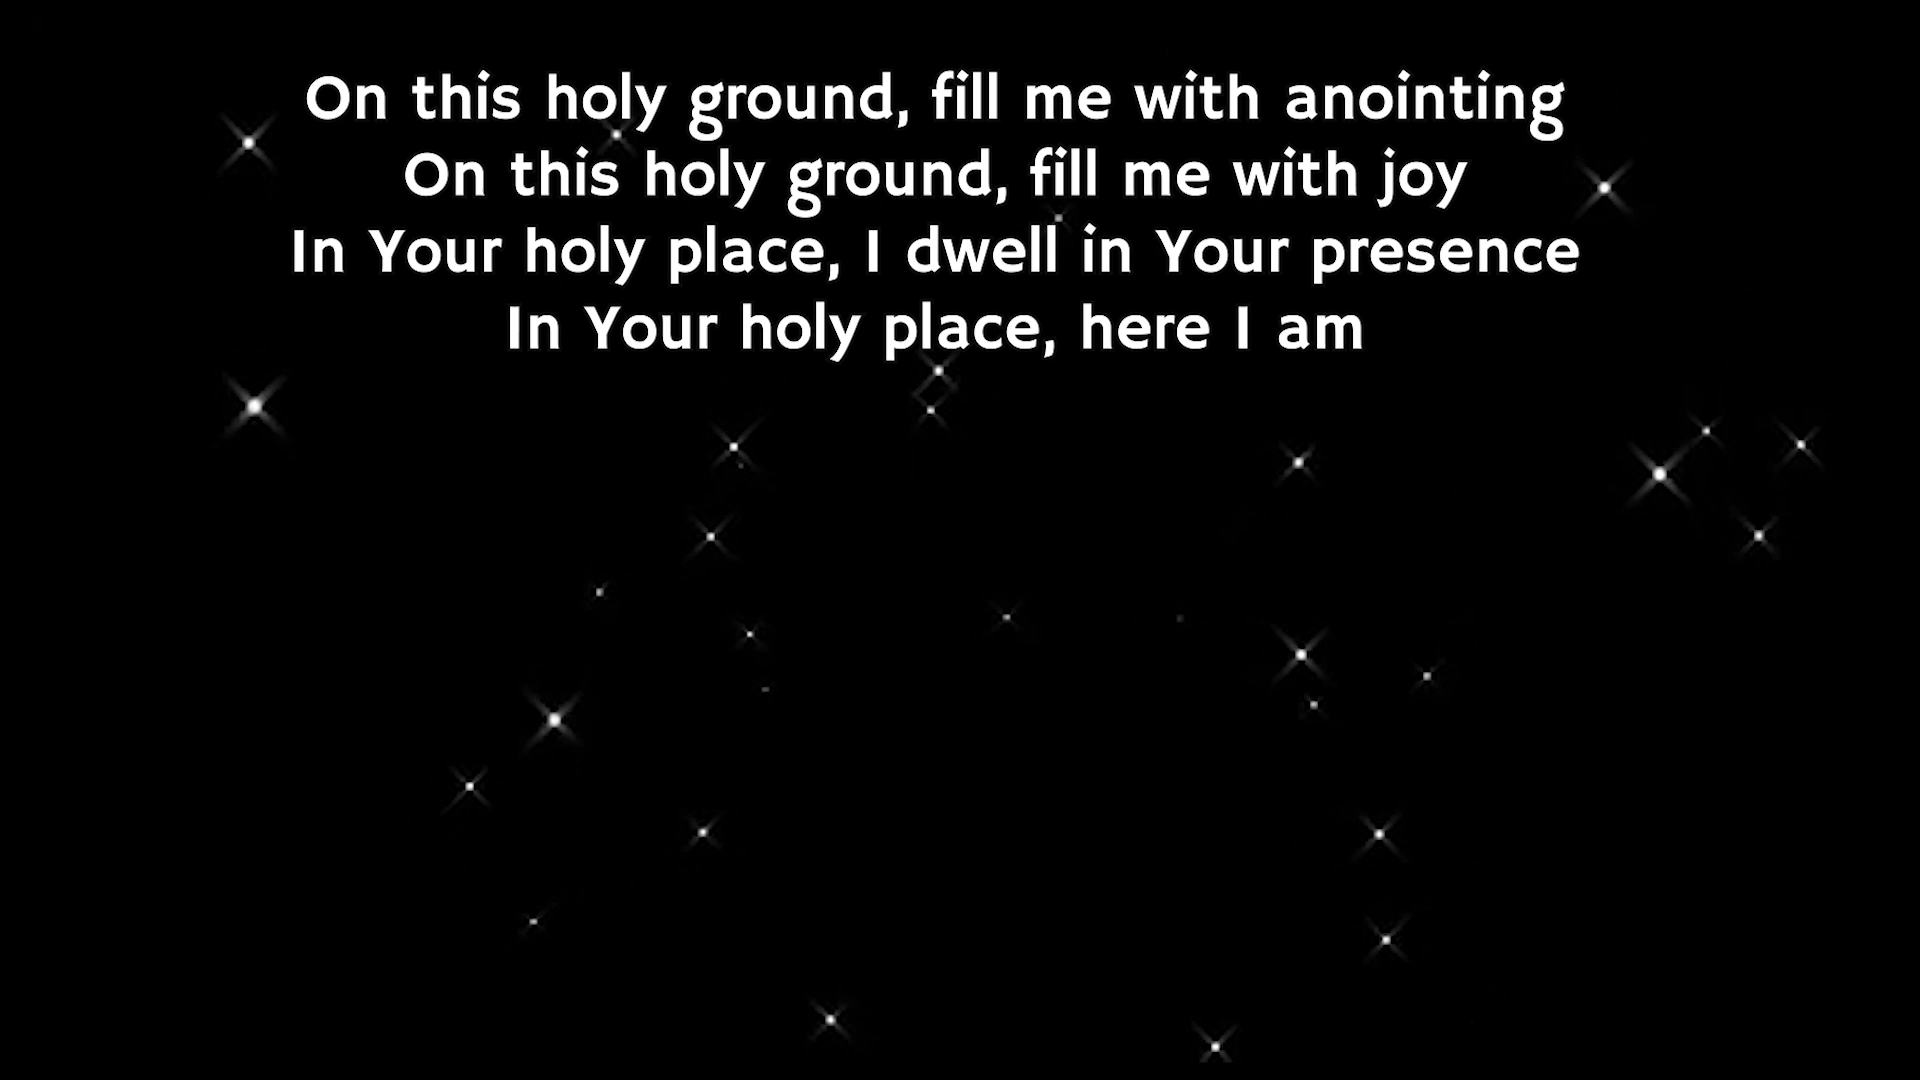 On this holy ground, fill me with anointing
On this holy ground, fill me with joy
In Your holy place, I dwell in Your presence
In Your holy place, here I am